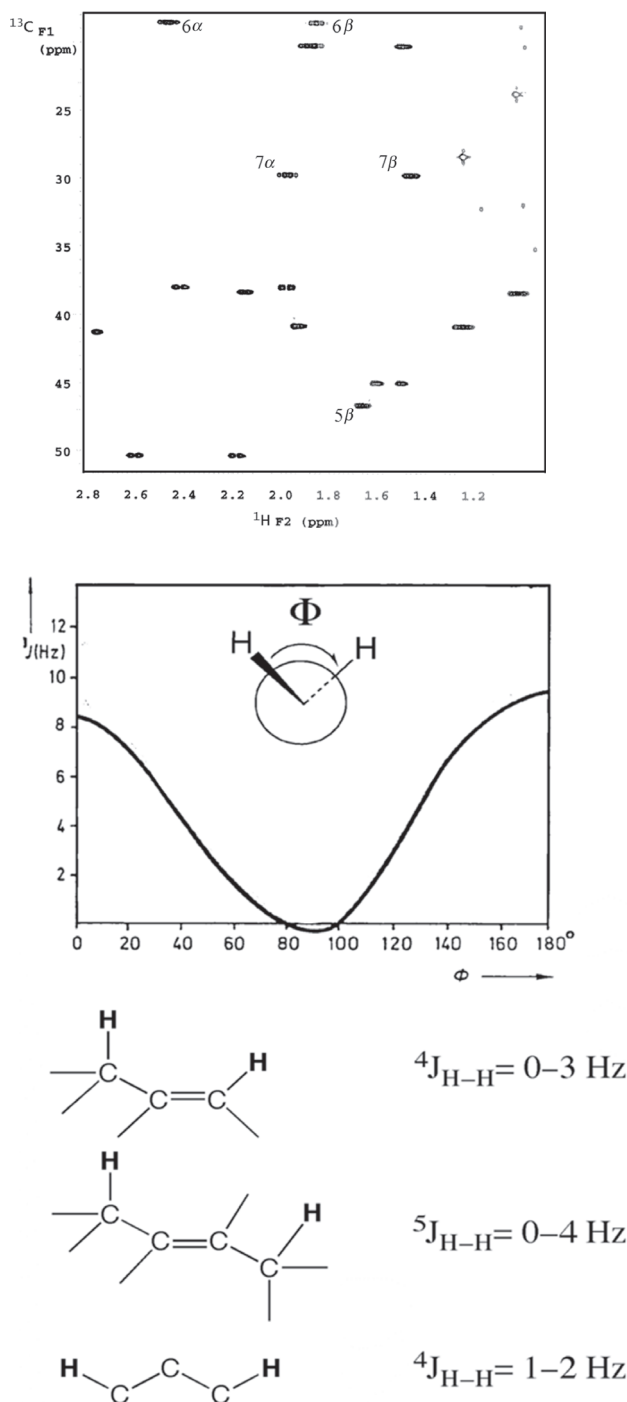 13C F1
(ppm)
6α
6β
25
7α
7β
30
35
40
45
5β
50
2.8 2.6 2.4 2.2 2.0 1.8 1.6 1.4 1.2
1H F2 (ppm)
J(Hz)
12
10
8
6
4
2
Φ
H
H
0 20 40 60 80 100 120 140 160 180°
Φ
H
H
C
C=C
4JH–H= 0–3 Hz
H
C
H
C=C
C
5JH–H= 0–4 Hz
H C H
C C
4JH–H= 1–2 Hz